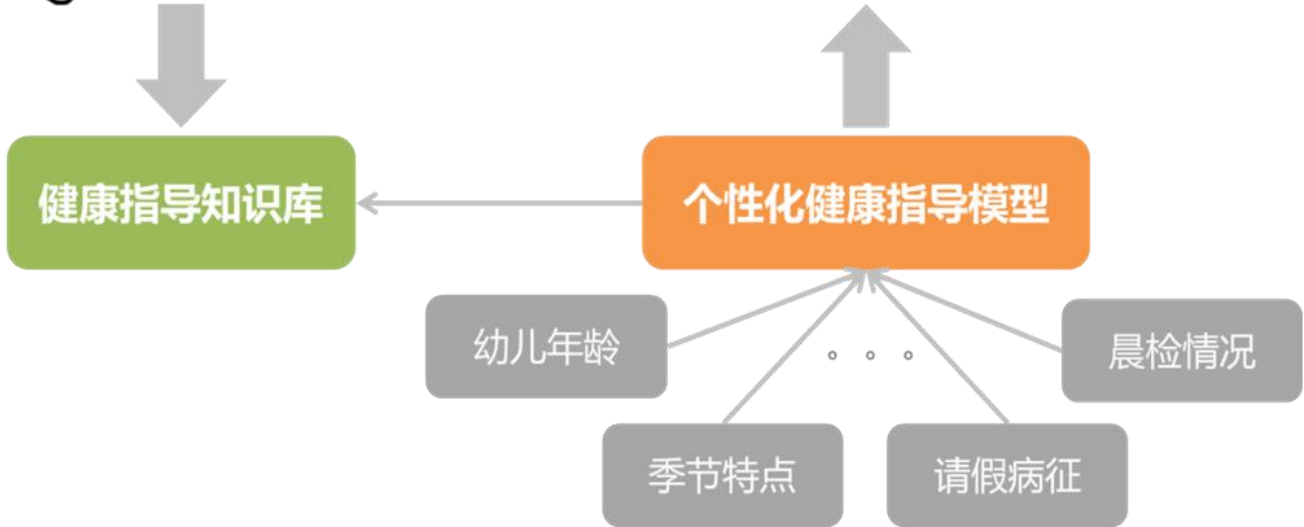 健康指导知识库
个性化健康指导模型
幼儿年龄
。。。
晨检情况
季节特点
请假病征